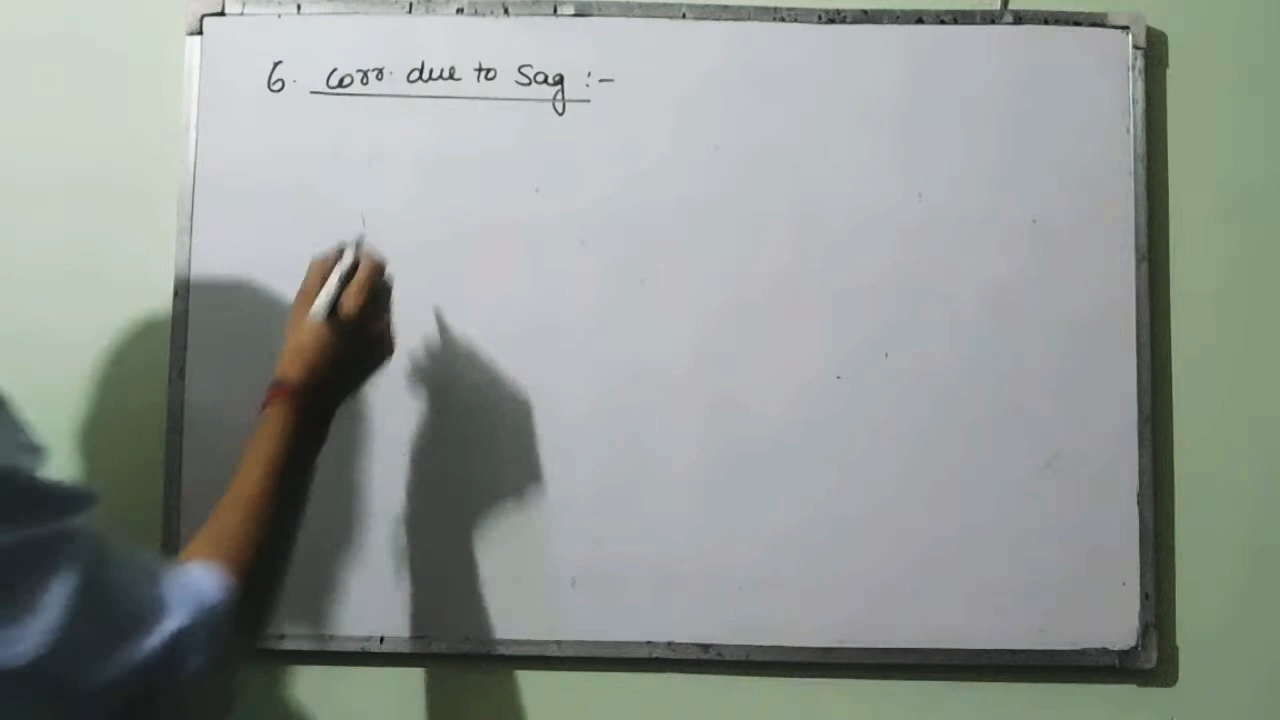 6. Corr. due to Sag :-